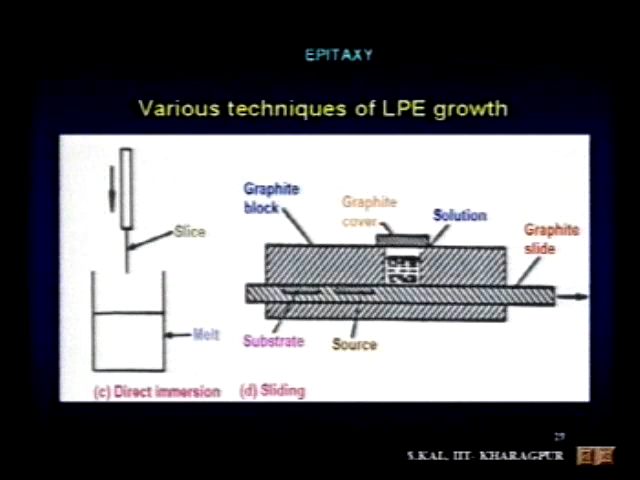 EPITAXY
Various techniques of LPE growth
Graphite
block
Graphite
cover
Solution
Graphite
slide
Slice
Melt
Substrate
Source
(c) Direct immersion
(d) Sliding
29
S.KAL, IIT- KHARAGPUR